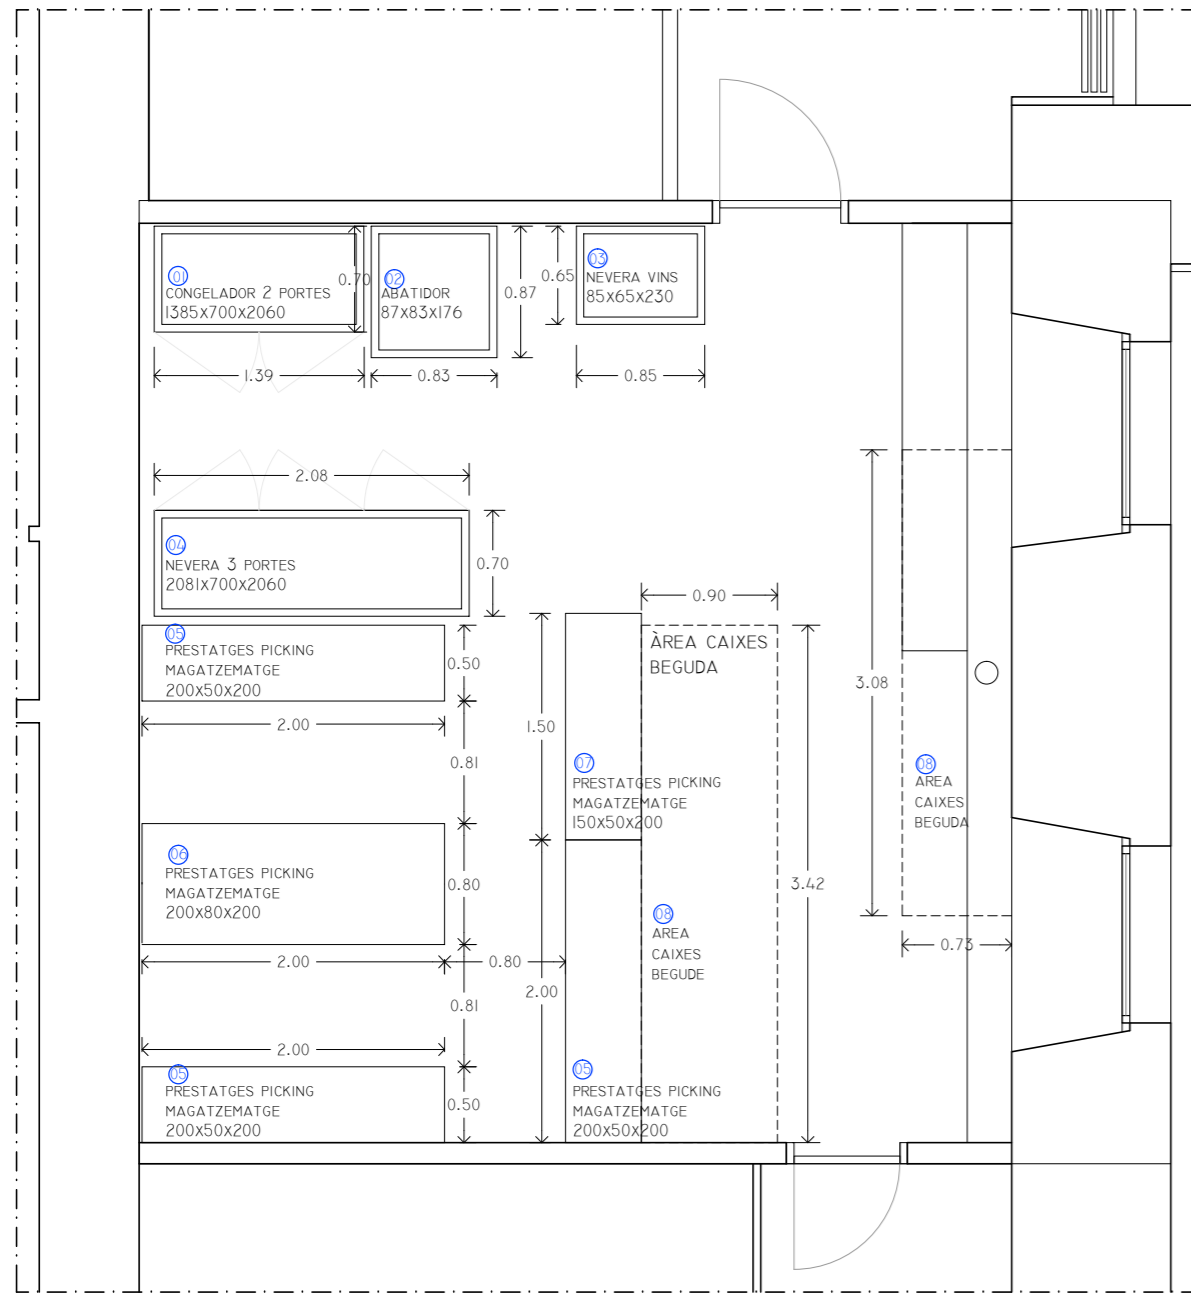 01
CONGELADOR 2 PORTES
1385x700x2060
0.70
02
ABATIDOR
87x83x176
0.87
0.65
03
NEVERA VINS
85x65x230
1.39
0.83
0.85
2.08
04
NEVERA 3 PORTES
2081x700x2060
0.70
05
PRESTATGES PICKING
MAGATZEMATGE
200x50x200
0.50
2.00
0.81
0.90
ÀREA CAIXES
BEGUDA
1.50
07
PRESTATGES PICKING
MAGATZEMATGE
150x50x200
3.08
08
AREA
CAIXES
BEGUDA
06
PRESTATGES PICKING
MAGATZEMATGE
200x80x200
0.80
3.42
08
AREA
CAIXES
BEGUDE
0.73
2.00
0.80
2.00
0.81
2.00
05
PRESTATGES PICKING
MAGATZEMATGE
200x50x200
0.50
05
PRESTATGES PICKING
MAGATZEMATGE
200x50x200